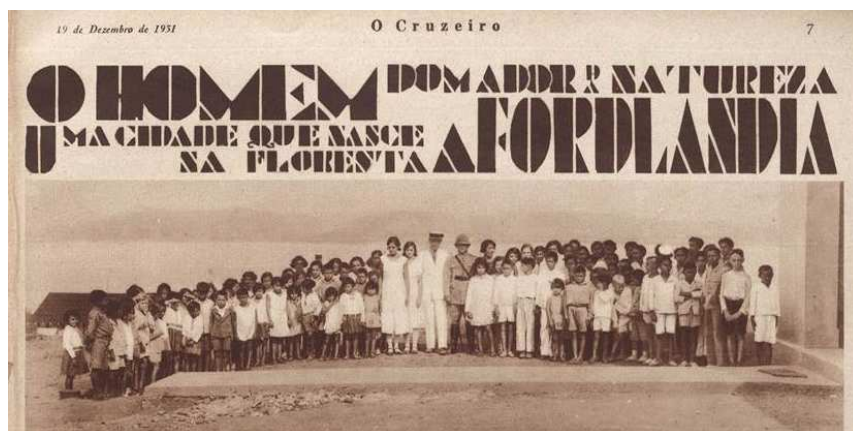 19 de Dezembro de 1931
O Cruzeiro
7
O HOMEM DOMADOR DA NATUREZA
UMA CIDADE QUE NASCE
NA FLORESTA A FORDLANDIA